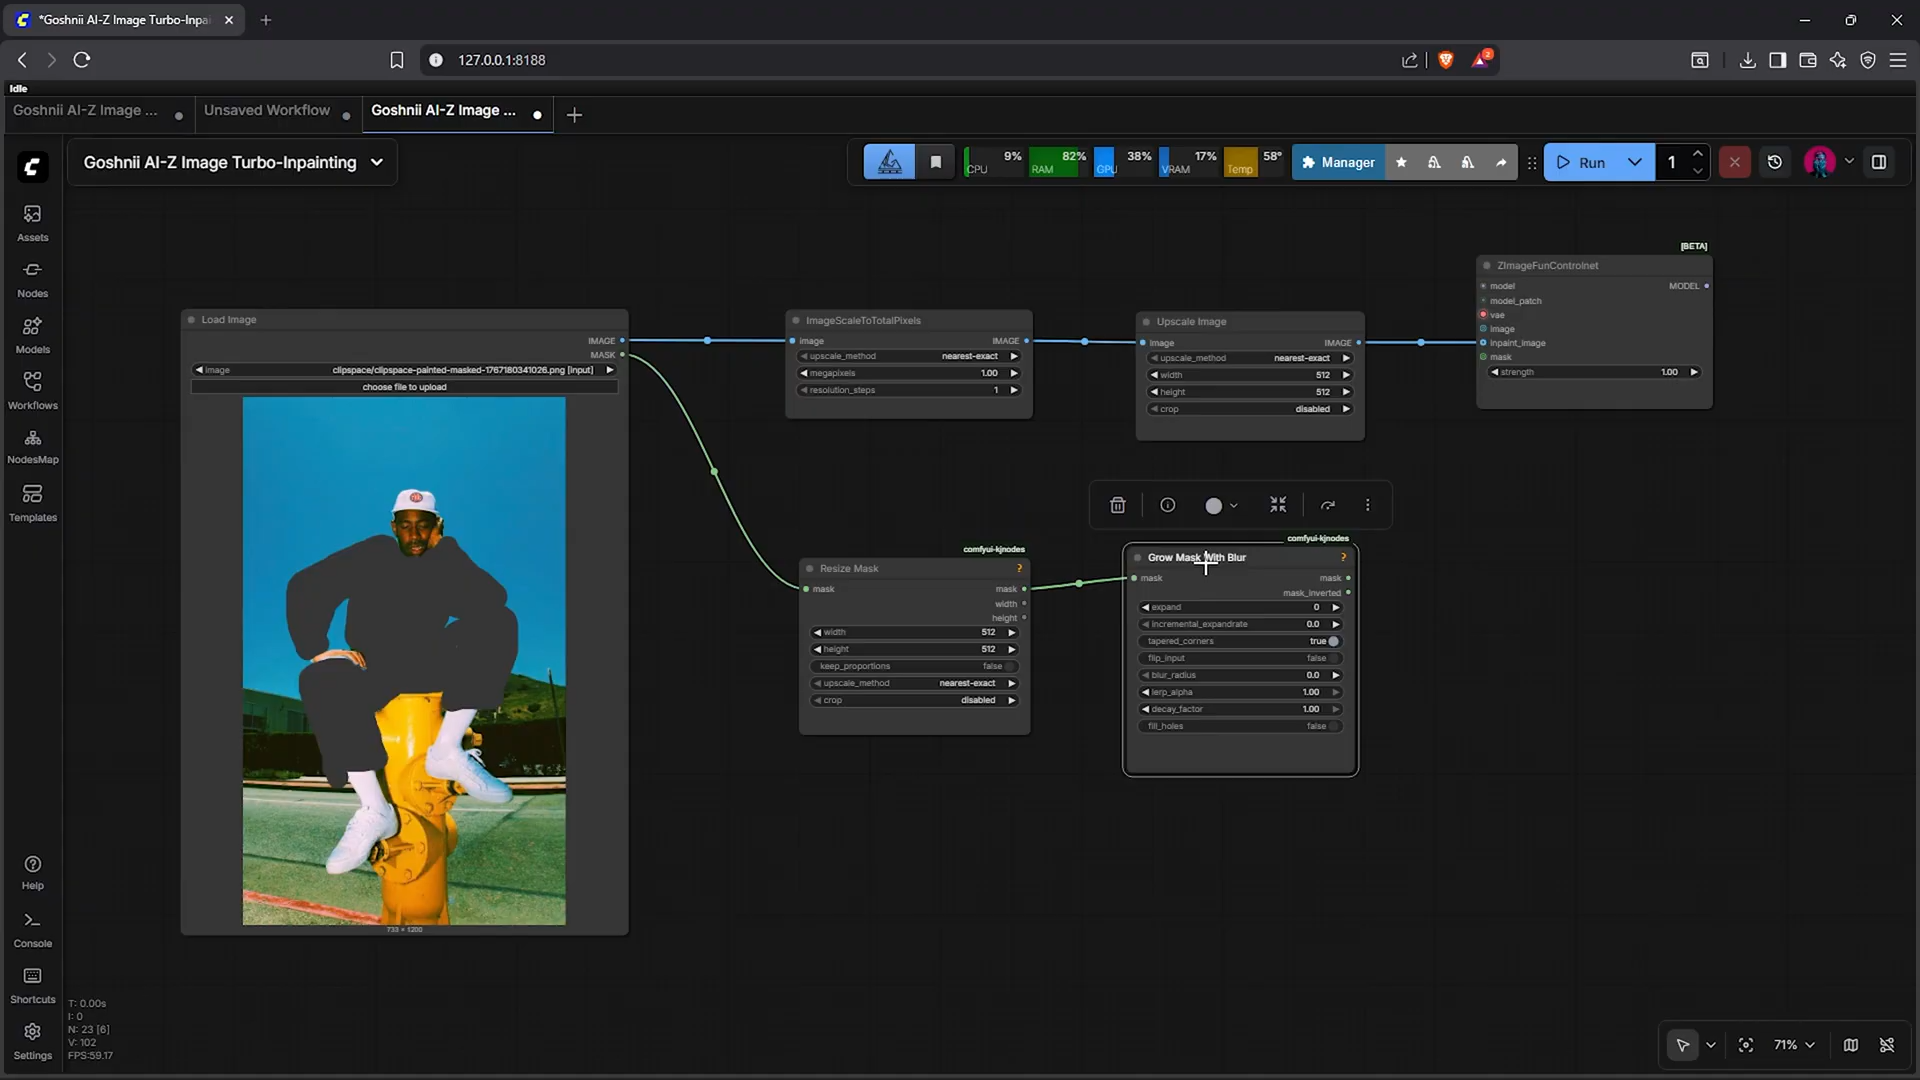 *Goshnii AI-Z Image Turbo-Inpai
127.0.0.1:8188
2
Idle
Goshnii AI-Z Image ...
Unsaved Workflow
Goshnii AI-Z Image ...
Goshnii AI-Z Image Turbo-Inpainting
CPU 9%
RAM 82%
GPU 38%
VRAM 17%
Temp 58°
Manager
Run
1
Assets
Nodes
Models
Workflows
NodesMap
Templates
Help
Console
Shortcuts
Settings
Load Image
IMAGE
MASK
image clipspace/clipspace-painted-masked-1767180341026.png [input]
choose file to upload
733 × 1200
ImageScaleToTotalPixels
image IMAGE
upscale_method nearest-exact
megapixels 1.00
resolution_steps 1
Upscale Image
image IMAGE
upscale_method nearest-exact
width 512
height 512
crop disabled
[BETA]
ZImageFunControlnet
model MODEL
model_patch
vae
image
inpaint_image
mask
strength 1.00
comfyui-kjnodes
Resize Mask ?
mask mask
width
height
width 512
height 512
keep_proportions false
upscale_method nearest-exact
crop disabled
comfyui-kjnodes
Grow Mask With Blur ?
mask mask
mask_inverted
expand 0
incremental_expandrate 0.0
tapered_corners true
flip_input false
blur_radius 0.0
lerp_alpha 1.00
decay_factor 1.00
fill_holes false
T: 0.00s
I: 0
N: 23 [6]
V: 102
FPS:59.17
71%